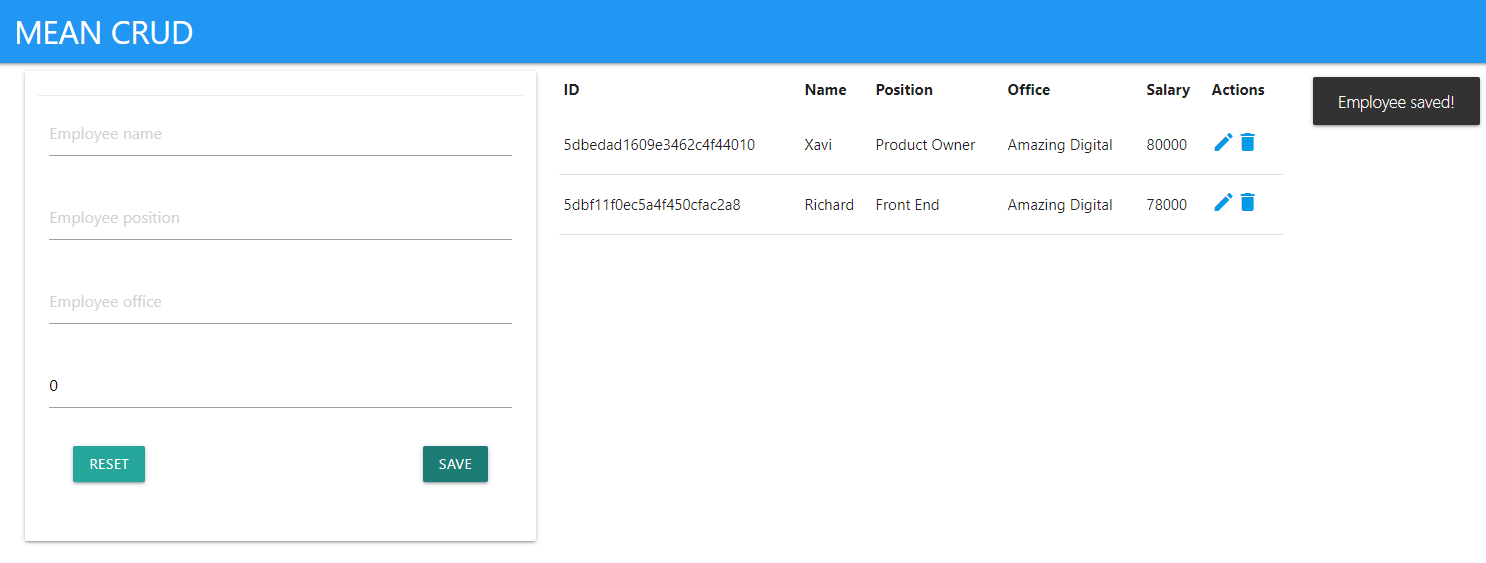 MEAN CRUD
Employee name
Employee position
Employee office
0
RESET SAVE
ID Name Position Office Salary Actions
5dbedad1609e3462c4f44010 Xavi Product Owner Amazing Digital 80000
5dbf11f0ec5a4f450cfac2a8 Richard Front End Amazing Digital 78000
Employee saved!